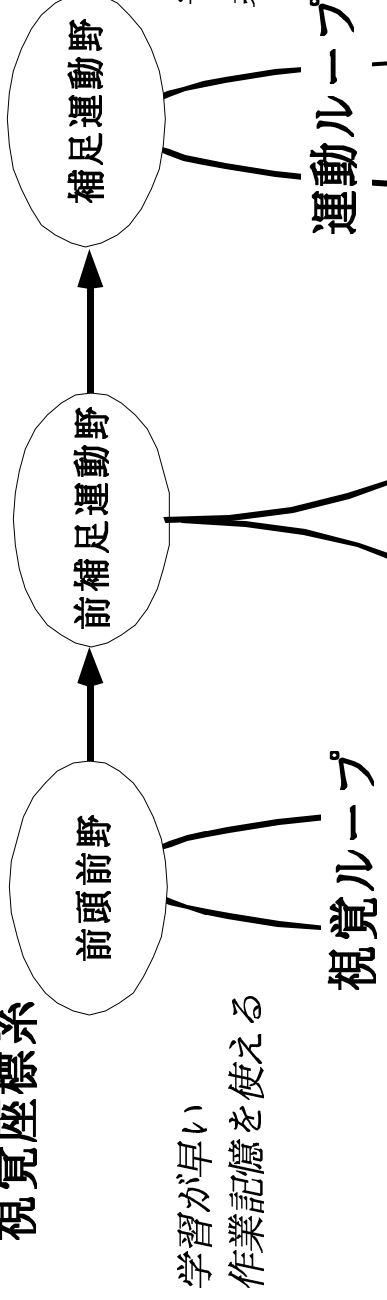 視覚座標系
前頭前野
前補足運動野
補足運動野
視覚ループ
運動ループ
学習が早い
作業記憶を使える